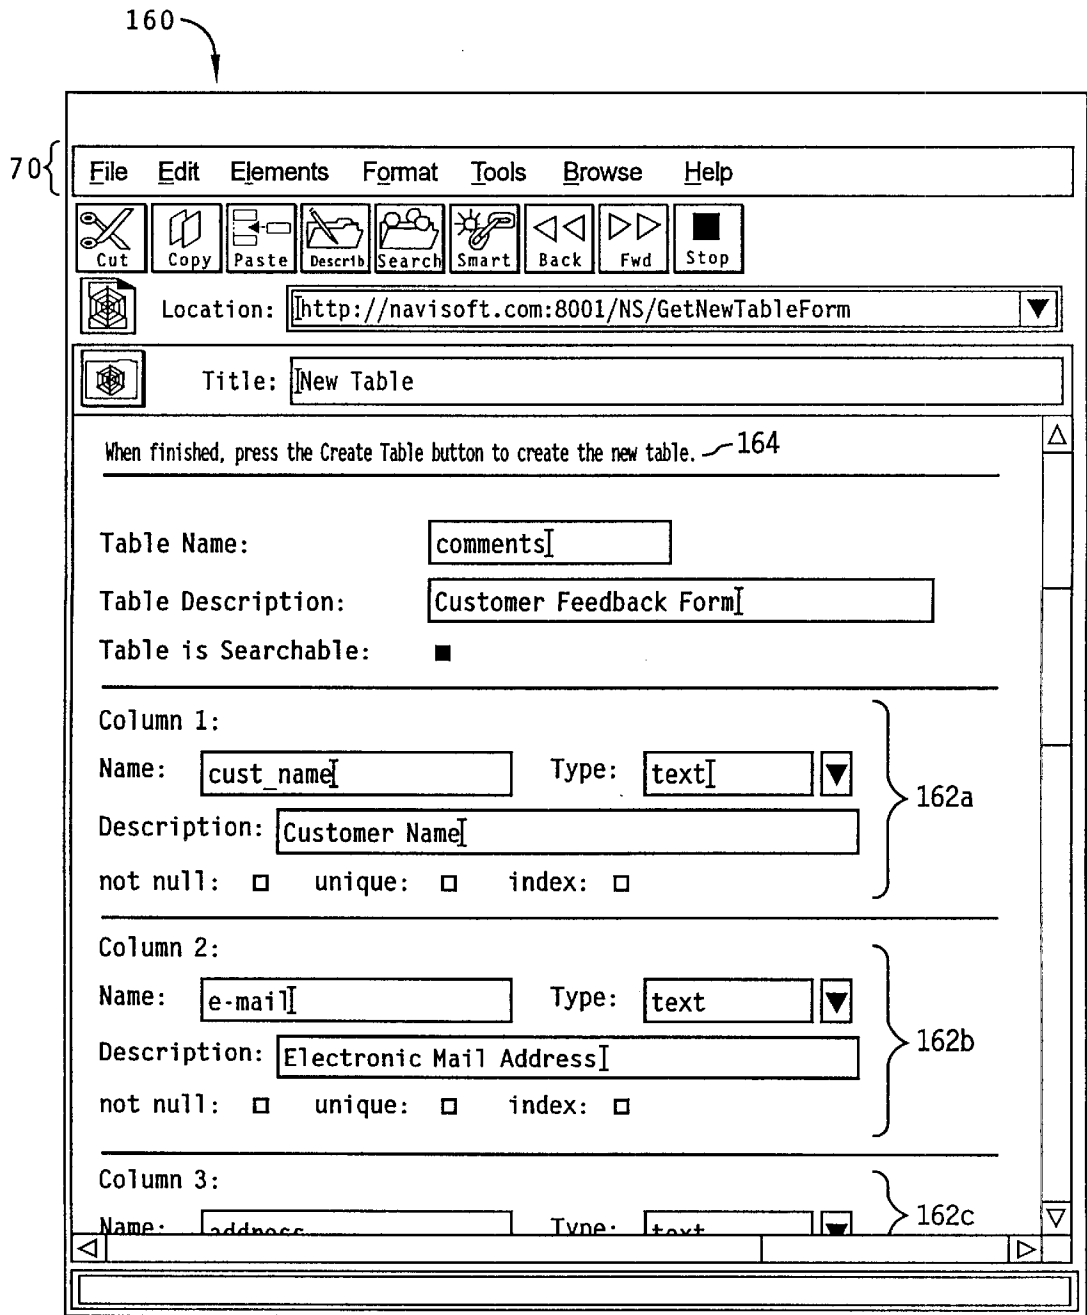 160
70
File Edit Elements Format Tools Browse Help
Cut Copy Paste Describ. Search Smart Back Fwd Stop
Location: http://navisoft.com:8001/NS/GetNewTableForm
Title: New Table
When finished, press the Create Table button to create the new table. 164
Table Name: comments
Table Description: Customer Feedback Form
Table is Searchable:
Column 1:
Name: cust_name Type: text
162a
Description: Customer Name
not null: unique: index:
Column 2:
Name: e-mail Type: text
162b
Description: Electronic Mail Address
not null: unique: index:
Column 3:
162c
Name: address Type: text